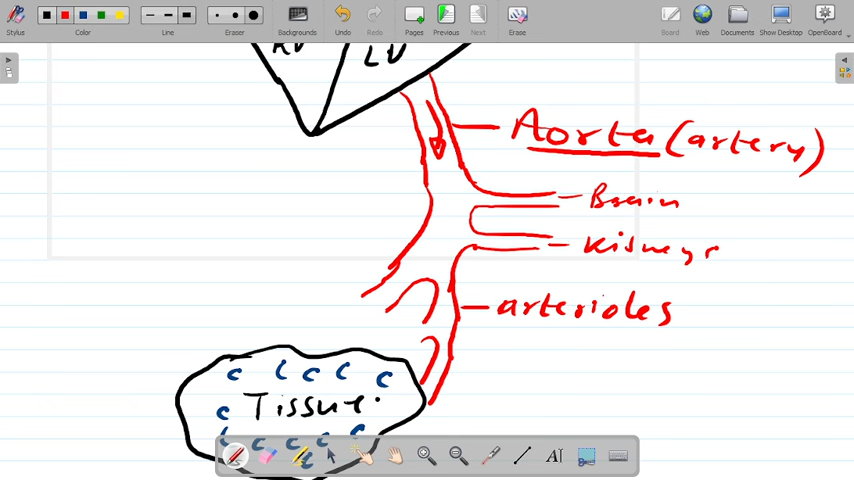 Stylus
Color
Line
Eraser
Backgrounds
Undo
Redo
Pages
Previous
Next
Erase
Board
Web
Documents
Show Desktop
OpenBoard
RV
LV
Aorta (artery)
Brain
Kidneys
arterioles
c c c c c
Tissue
c
c c c c c c